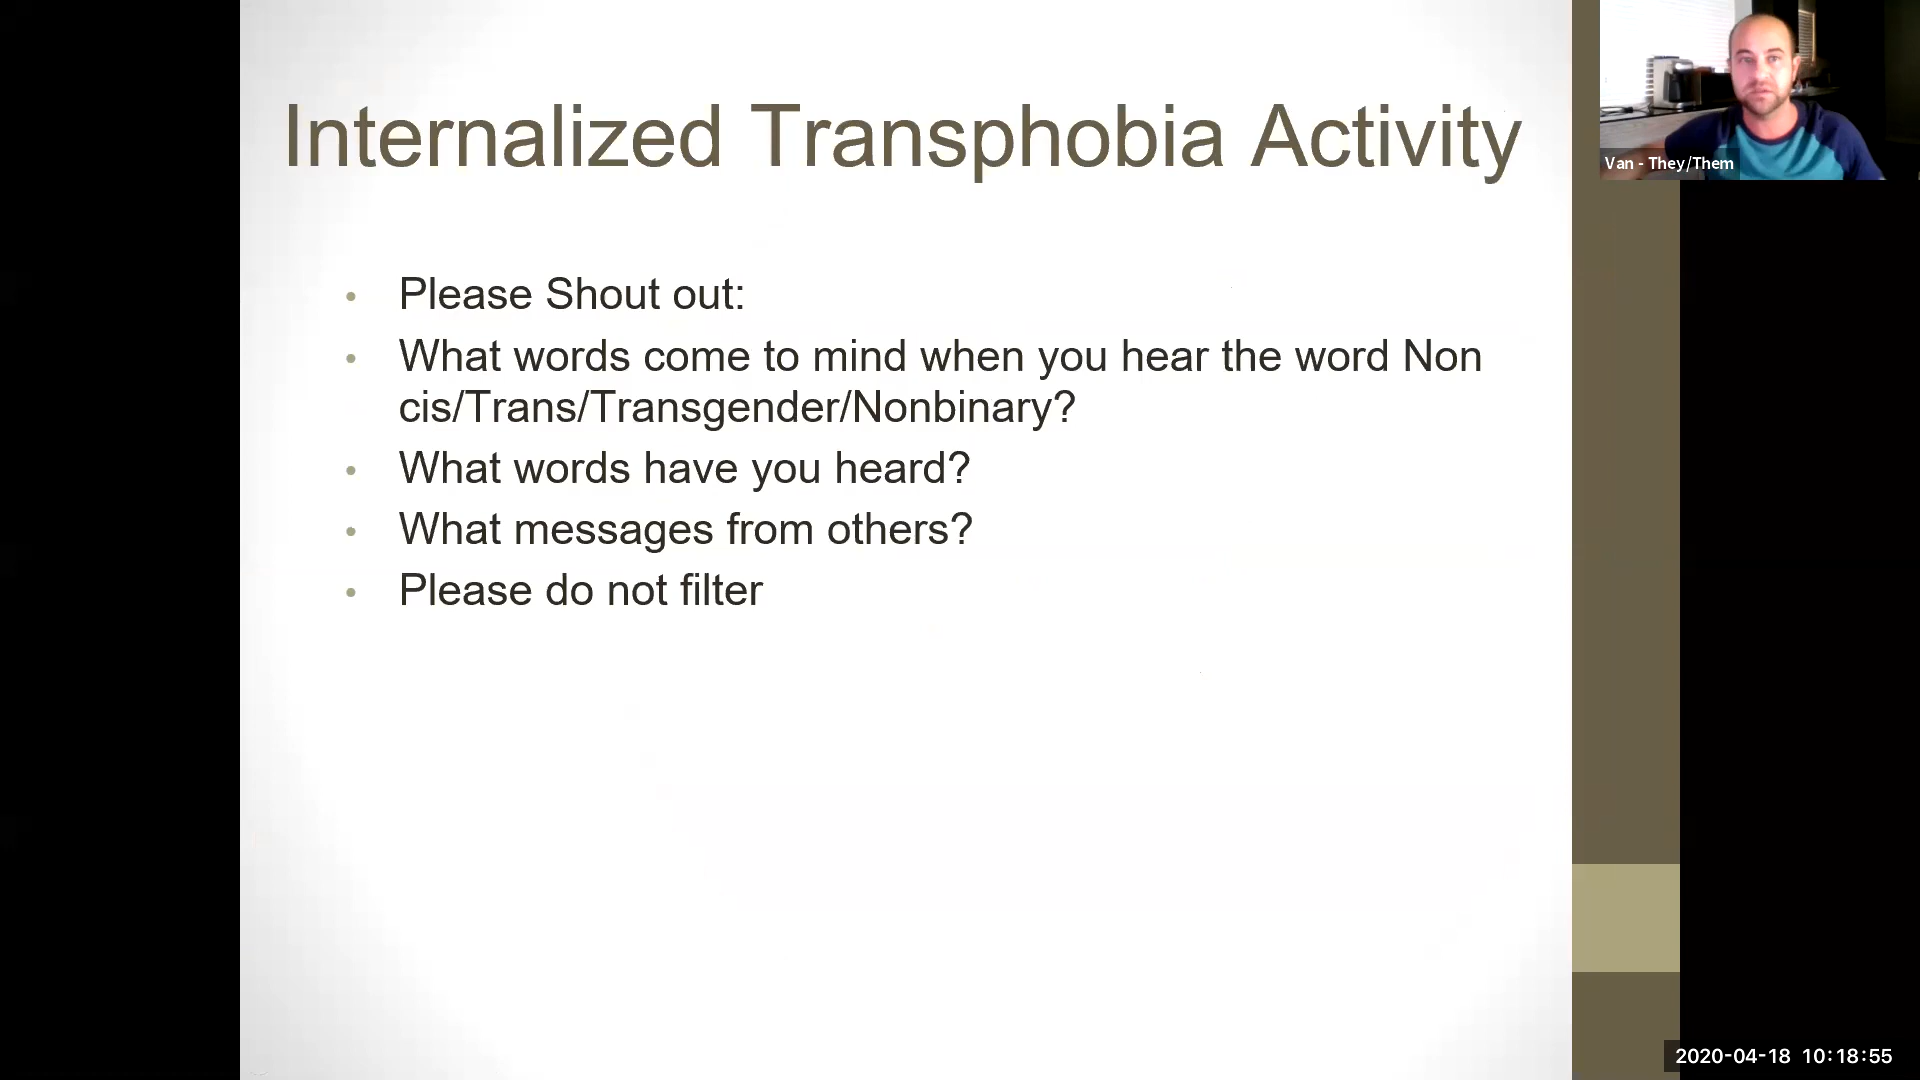 Internalized Transphobia Activity
Van - They/Them
• Please Shout out:
• What words come to mind when you hear the word Non
cis/Trans/Transgender/Nonbinary?
• What words have you heard?
• What messages from others?
• Please do not filter
2020-04-18 10:18:55